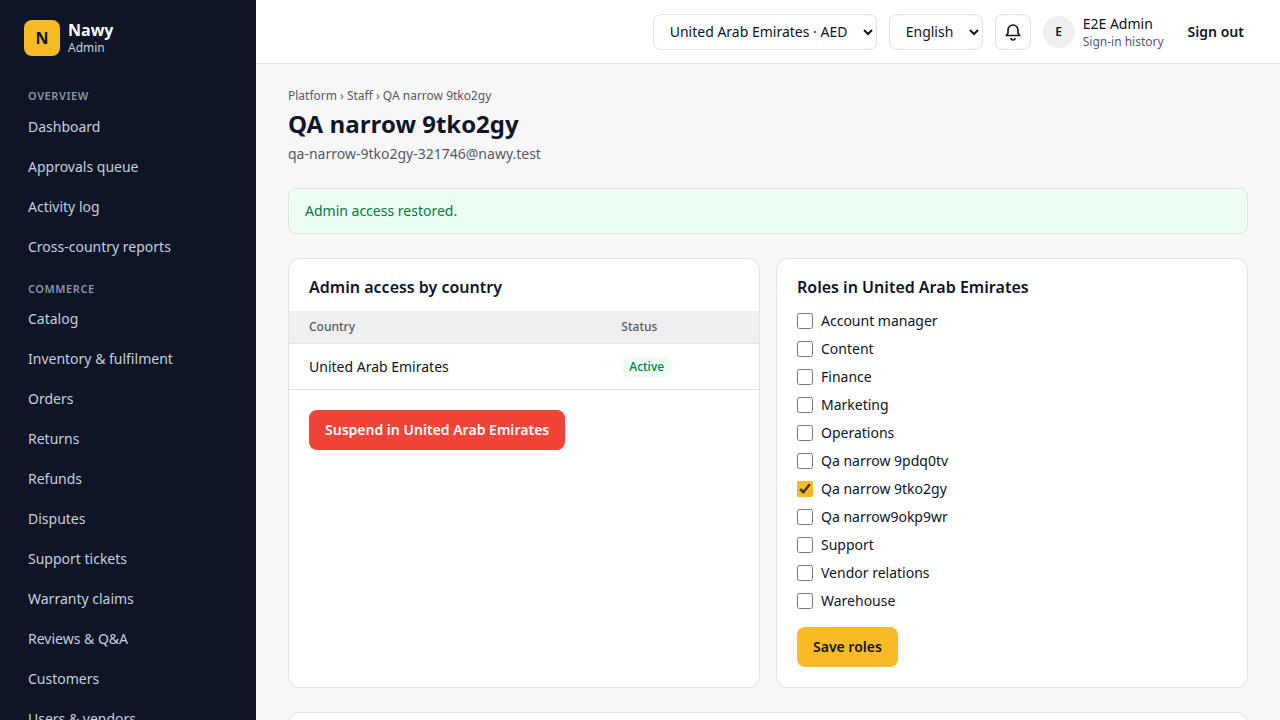 N
Nawy
Admin
OVERVIEW
Dashboard
Approvals queue
Activity log
Cross-country reports
COMMERCE
Catalog
Inventory & fulfilment
Orders
Returns
Refunds
Disputes
Support tickets
Warranty claims
Reviews & Q&A
Customers
Users & vendors
United Arab Emirates · AED
English
E
E2E Admin
Sign-in history
Sign out
Platform › Staff › QA narrow 9tko2gy
QA narrow 9tko2gy
qa-narrow-9tko2gy-321746@nawy.test
Admin access restored.
Admin access by country
Country Status
United Arab Emirates Active
Suspend in United Arab Emirates
Roles in United Arab Emirates
Account manager
Content
Finance
Marketing
Operations
Qa narrow 9pdq0tv
Qa narrow 9tko2gy
Qa narrow9okp9wr
Support
Vendor relations
Warehouse
Save roles